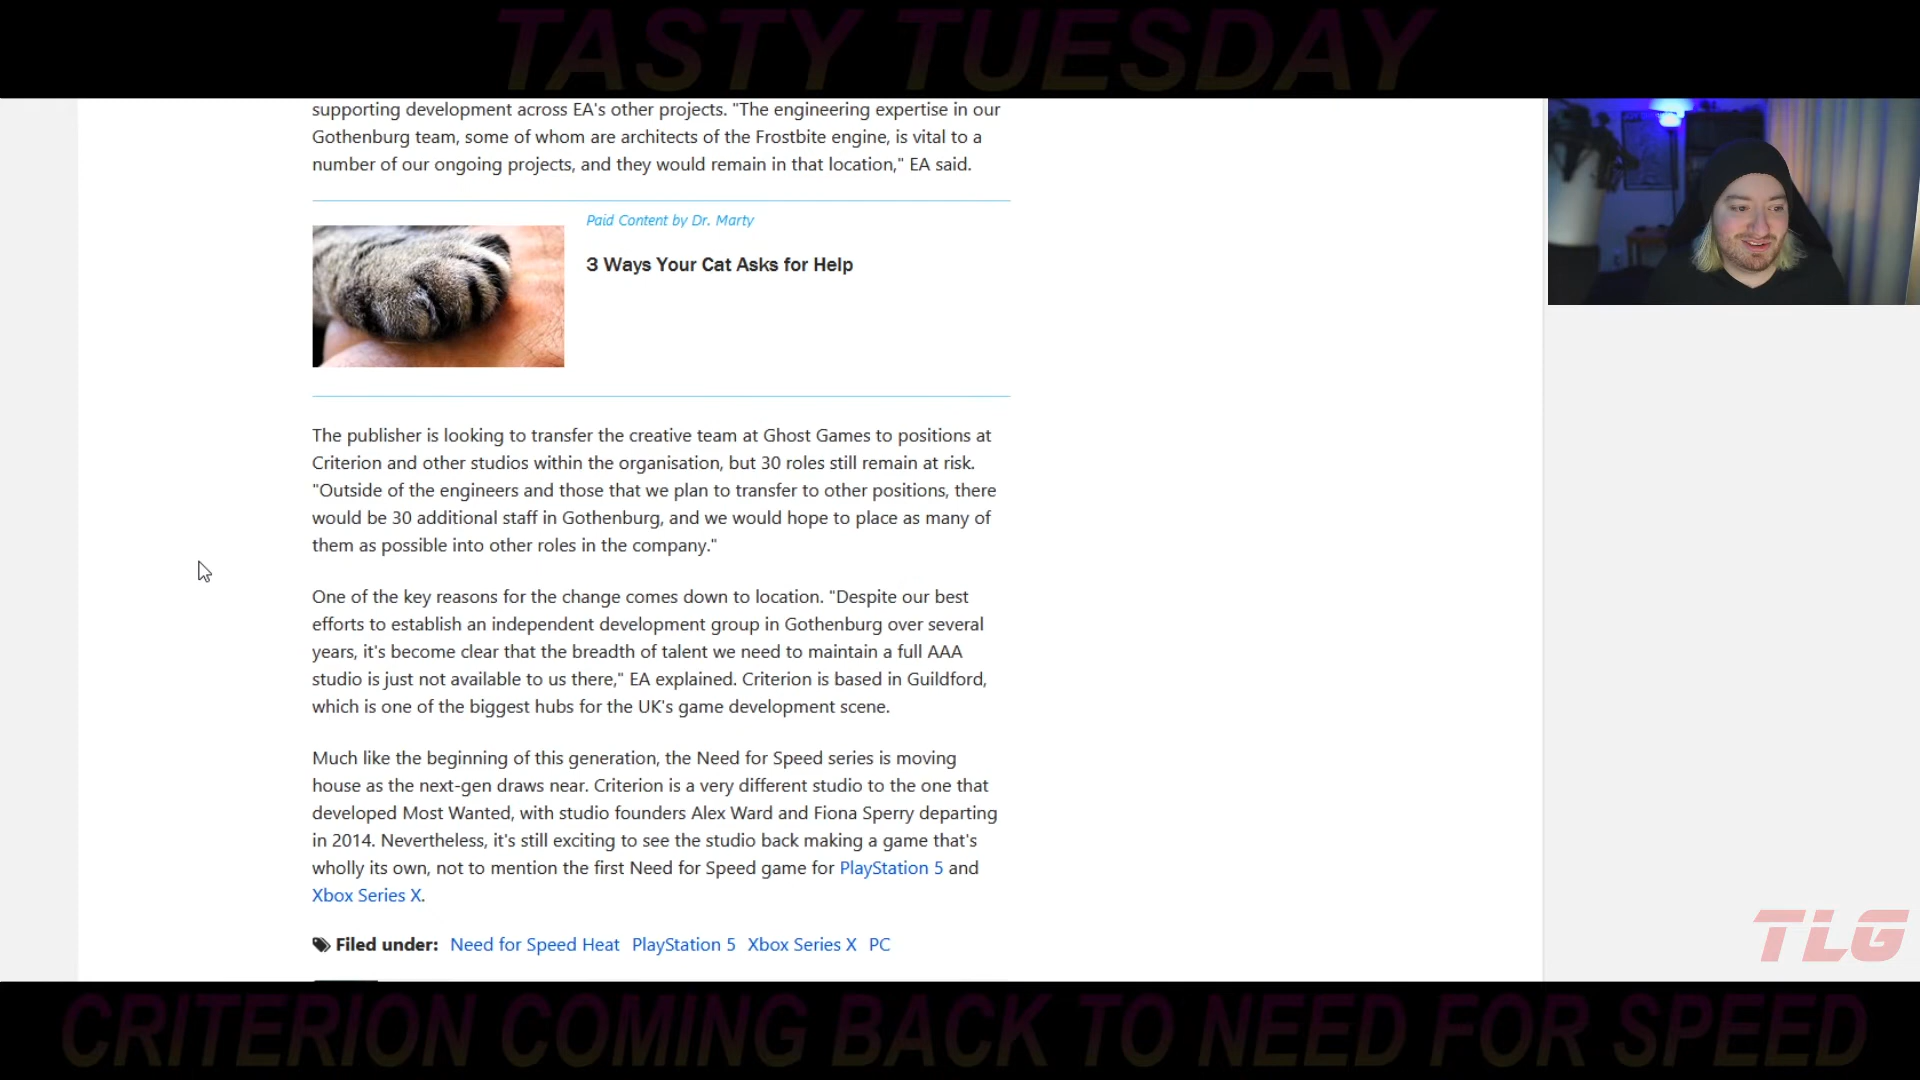 TASTY TUESDAY
supporting development across EA's other projects. "The engineering expertise in our
Gothenburg team, some of whom are architects of the Frostbite engine, is vital to a
number of our ongoing projects, and they would remain in that location," EA said.
Paid Content by Dr. Marty
3 Ways Your Cat Asks for Help
The publisher is looking to transfer the creative team at Ghost Games to positions at
Criterion and other studios within the organisation, but 30 roles still remain at risk.
"Outside of the engineers and those that we plan to transfer to other positions, there
would be 30 additional staff in Gothenburg, and we would hope to place as many of
them as possible into other roles in the company."
One of the key reasons for the change comes down to location. "Despite our best
efforts to establish an independent development group in Gothenburg over several
years, it's become clear that the breadth of talent we need to maintain a full AAA
studio is just not available to us there," EA explained. Criterion is based in Guildford,
which is one of the biggest hubs for the UK's game development scene.
Much like the beginning of this generation, the Need for Speed series is moving
house as the next-gen draws near. Criterion is a very different studio to the one that
developed Most Wanted, with studio founders Alex Ward and Fiona Sperry departing
in 2014. Nevertheless, it's still exciting to see the studio back making a game that's
wholly its own, not to mention the first Need for Speed game for PlayStation 5 and
Xbox Series X.
Filed under: Need for Speed Heat PlayStation 5 Xbox Series X PC
TLG
CRITERION COMING BACK TO NEED FOR SPEED